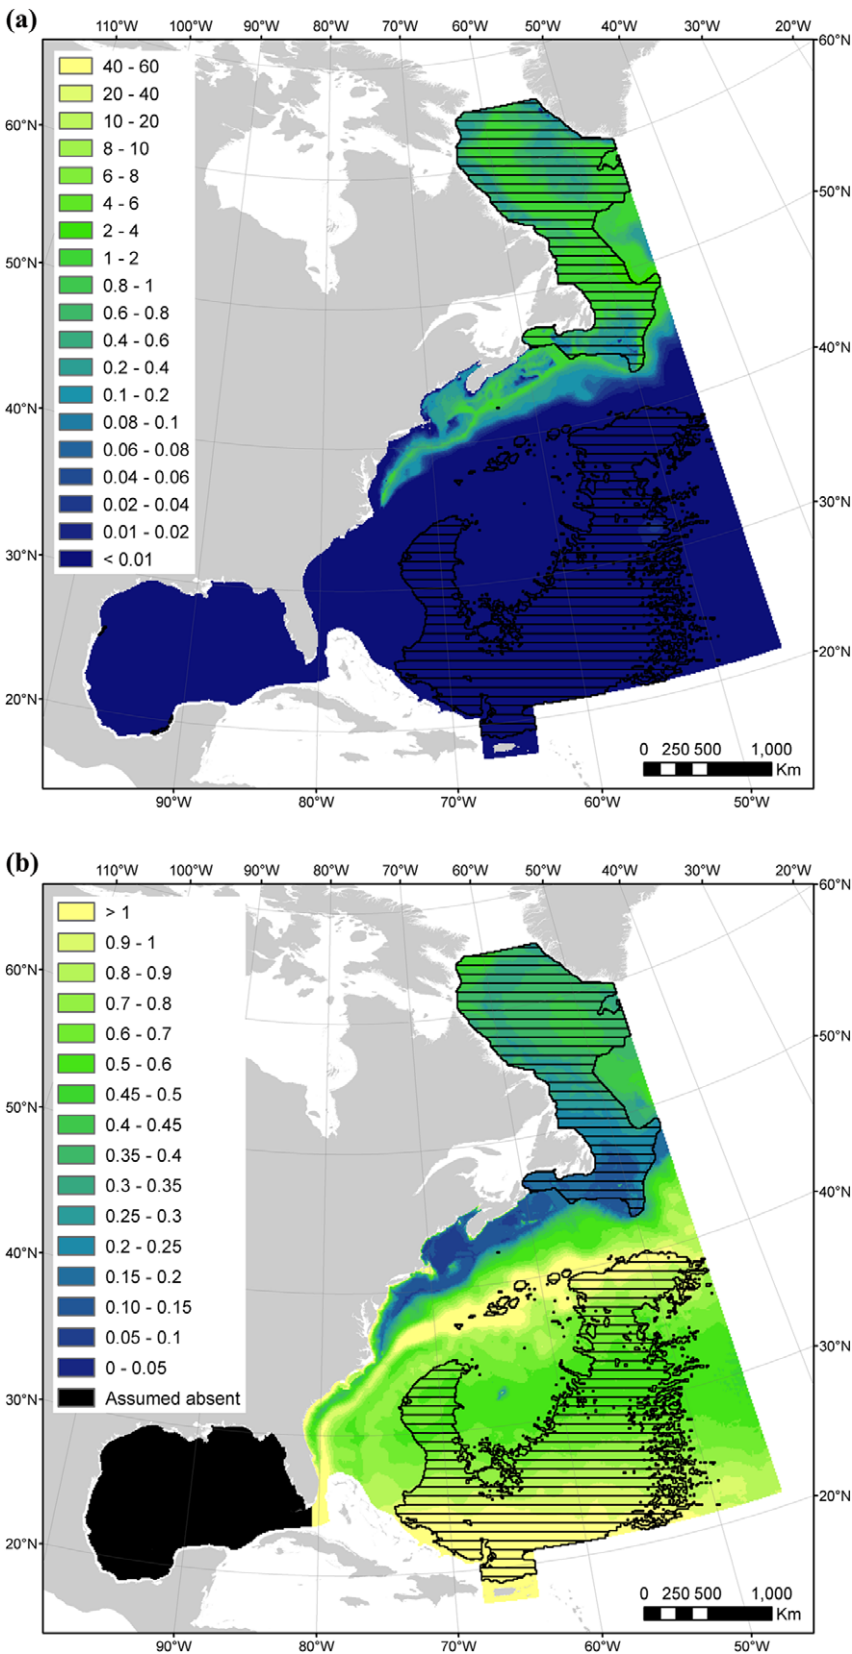 (a)
110°W 100°W 90°W 80°W 70°W 60°W 50°W 40°W 30°W 20°W
60°N
40 - 60
20 - 40
10 - 20
60°N
8 - 10
6 - 8
50°N
4 - 6
2 - 4
1 - 2
50°N
0.8 - 1
0.6 - 0.8
0.4 - 0.6
40°N
0.2 - 0.4
0.1 - 0.2
40°N
0.08 - 0.1
0.06 - 0.08
0.04 - 0.06
0.02 - 0.04
30°N
0.01 - 0.02
30°N
< 0.01
20°N
20°N
0 250 500 1,000
Km
90°W 80°W 70°W 60°W 50°W
(b)
110°W 100°W 90°W 80°W 70°W 60°W 50°W 40°W 30°W 20°W
60°N
> 1
0.9 - 1
60°N
0.8 - 0.9
0.7 - 0.8
0.6 - 0.7
50°N
0.5 - 0.6
0.45 - 0.5
50°N
0.4 - 0.45
0.35 - 0.4
0.3 - 0.35
40°N
0.25 - 0.3
0.2 - 0.25
40°N
0.15 - 0.2
0.10 - 0.15
0.05 - 0.1
30°N
0 - 0.05
Assumed absent
30°N
20°N
20°N
0 250 500 1,000
Km
90°W 80°W 70°W 60°W 50°W